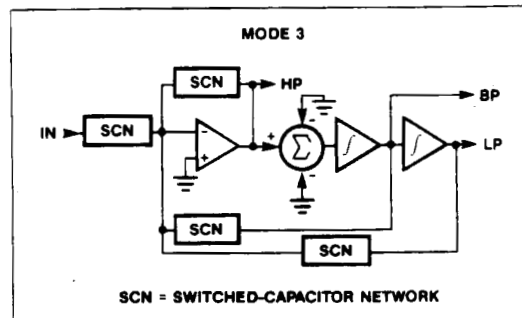 MODE 3
SCN
HP
BP
IN
SCN
-
+
+
-
Σ
-
∫
∫
LP
SCN
SCN
SCN = SWITCHED-CAPACITOR NETWORK